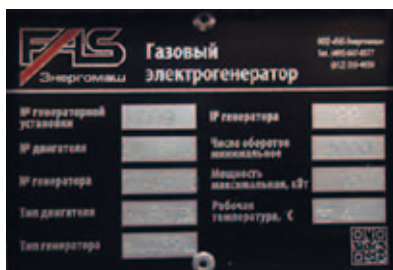 FAS
Энергомаш
Газовый
электрогенератор
№ генераторной
установки
№ двигателя
№ генератора
Тип двигателя
Тип генератора
IP генератора
Число оборотов
минимальное
Мощность
максимальная, кВт
Рабочая
температура, °С